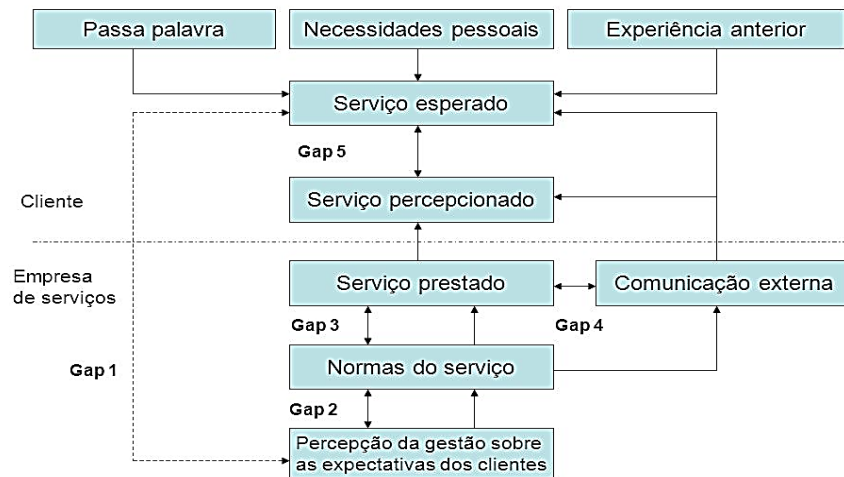 Passa palavra
Necessidades pessoais
Experiência anterior
Serviço esperado
Gap 5
Serviço percepcionado
Cliente
Empresa
de serviços
Serviço prestado
Comunicação externa
Gap 3
Gap 4
Normas do serviço
Gap 1
Gap 2
Percepção da gestão sobre
as expectativas dos clientes